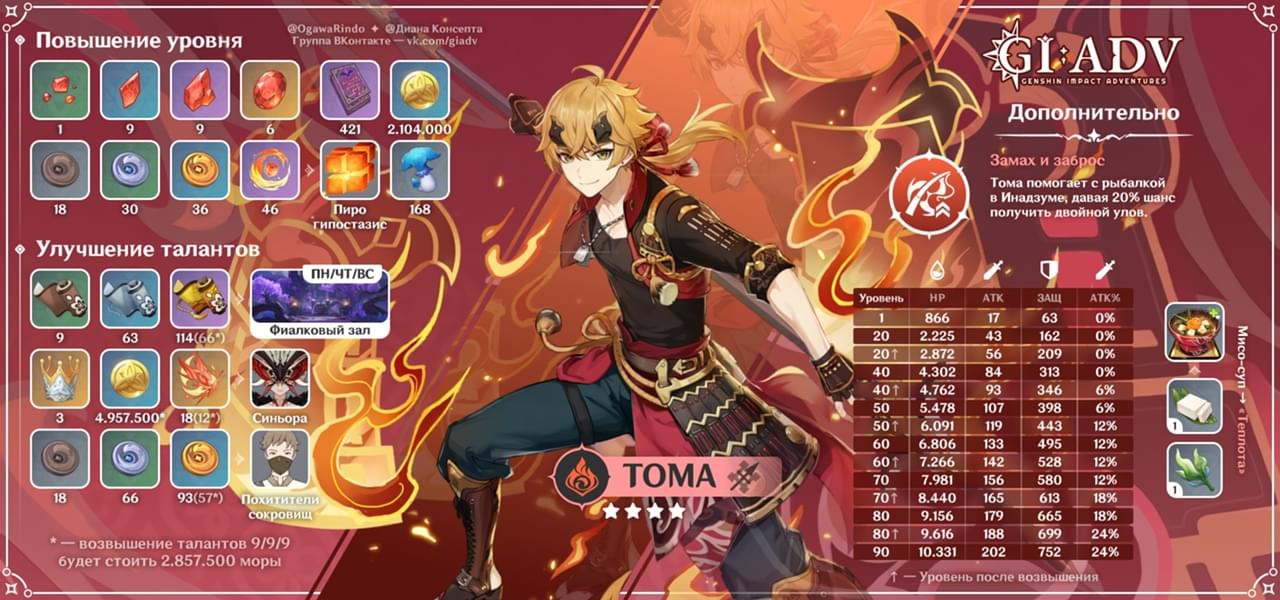 Повышение уровня
@OgawaRindo ✦ @Диана Консепта
Группа ВКонтакте — vk.com/giadv
1 9 9 6 421 2.104.000
18 30 36 46 Пиро гипостазис 168
Улучшение талантов
9 63 114(66*)
ПН/ЧТ/ВС
Фиалковый зал
3 4.957.500* 18(12*) Синьора
18 66 93(57*) Похитители сокровищ
* — возвышение талантов 9/9/9
будет стоить 2.857.500 моры
ТОМА
GI·ADV
GENSHIN IMPACT ADVENTURES
Дополнительно
Замах и заброс
Тома помогает с рыбалкой
в Инадзуме, давая 20% шанс
получить двойной улов.
Уровень HP АТК ЗАЩ АТК%
1 866 17 63 0%
20 2.225 43 162 0%
20↑ 2.872 56 209 0%
40 4.302 84 313 0%
40↑ 4.762 93 346 6%
50 5.478 107 398 6%
50↑ 6.091 119 443 12%
60 6.806 133 495 12%
60↑ 7.266 142 528 12%
70 7.981 156 580 12%
70↑ 8.440 165 613 18%
80 9.156 179 665 18%
80↑ 9.616 188 699 24%
90 10.331 202 752 24%
↑ — Уровень после возвышения
Мисо-суп → «Теплота»
1
1